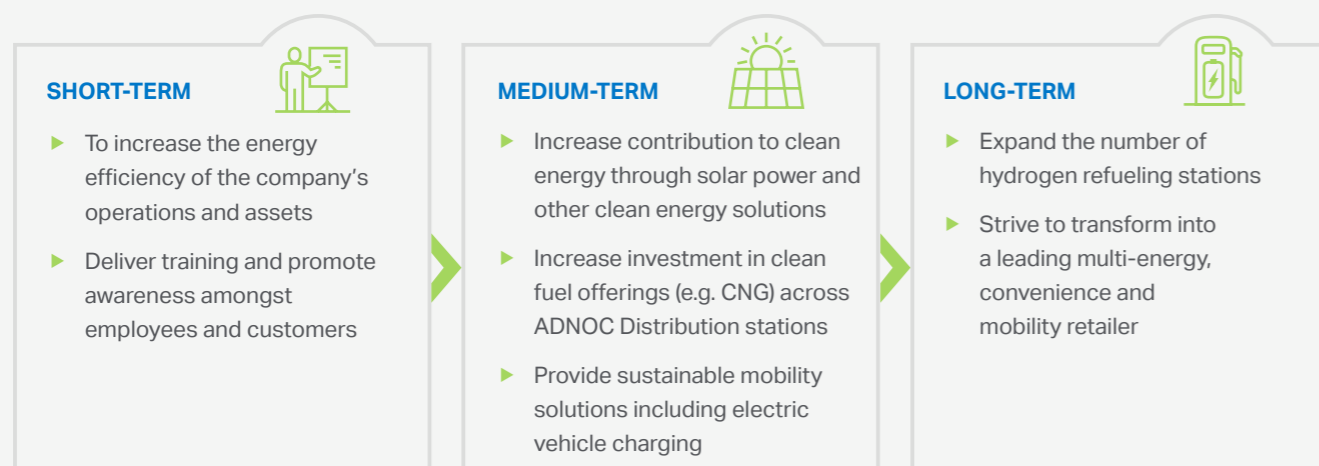 SHORT-TERM
To increase the energy
efficiency of the company's
operations and assets
Deliver training and promote
awareness amongst
employees and customers
MEDIUM-TERM
Increase contribution to clean
energy through solar power and
other clean energy solutions
Increase investment in clean
fuel offerings (e.g. CNG) across
ADNOC Distribution stations
Provide sustainable mobility
solutions including electric
vehicle charging
LONG-TERM
Expand the number of
hydrogen refueling stations
Strive to transform into
a leading multi-energy,
convenience and
mobility retailer